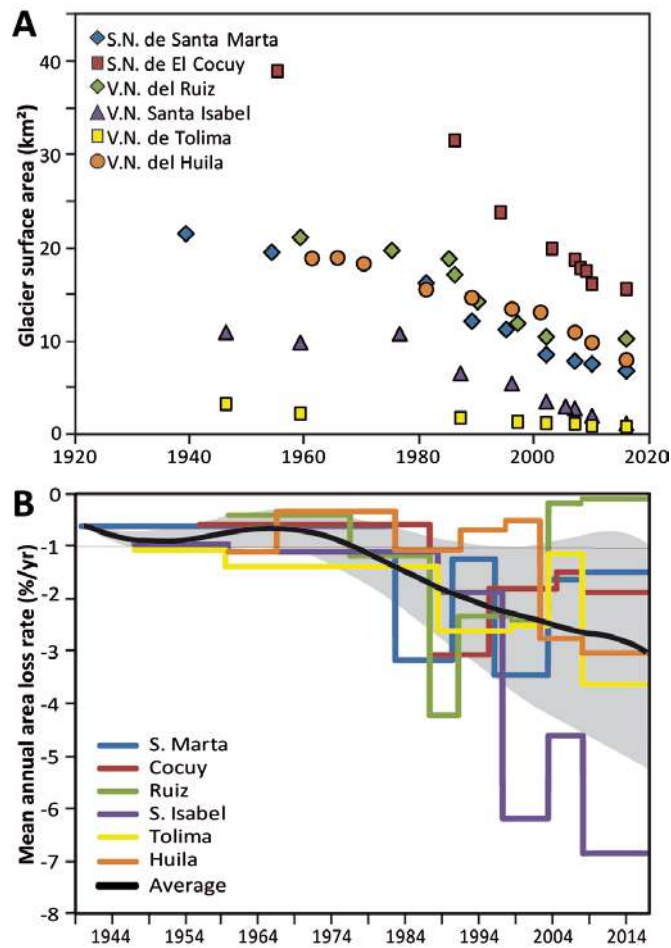 A
S.N. de Santa Marta
S.N. de El Cocuy
V.N. del Ruiz
V.N. Santa Isabel
V.N. de Tolima
V.N. del Huila
Glacier surface area (km²)
40
30
20
10
0
1920 1940 1960 1980 2000 2020
B
Mean annual area loss rate (%/yr)
0
-1
-2
-3
-4
-5
-6
-7
-8
S. Marta
Cocuy
Ruiz
S. Isabel
Tolima
Huila
Average
1944 1954 1964 1974 1984 1994 2004 2014